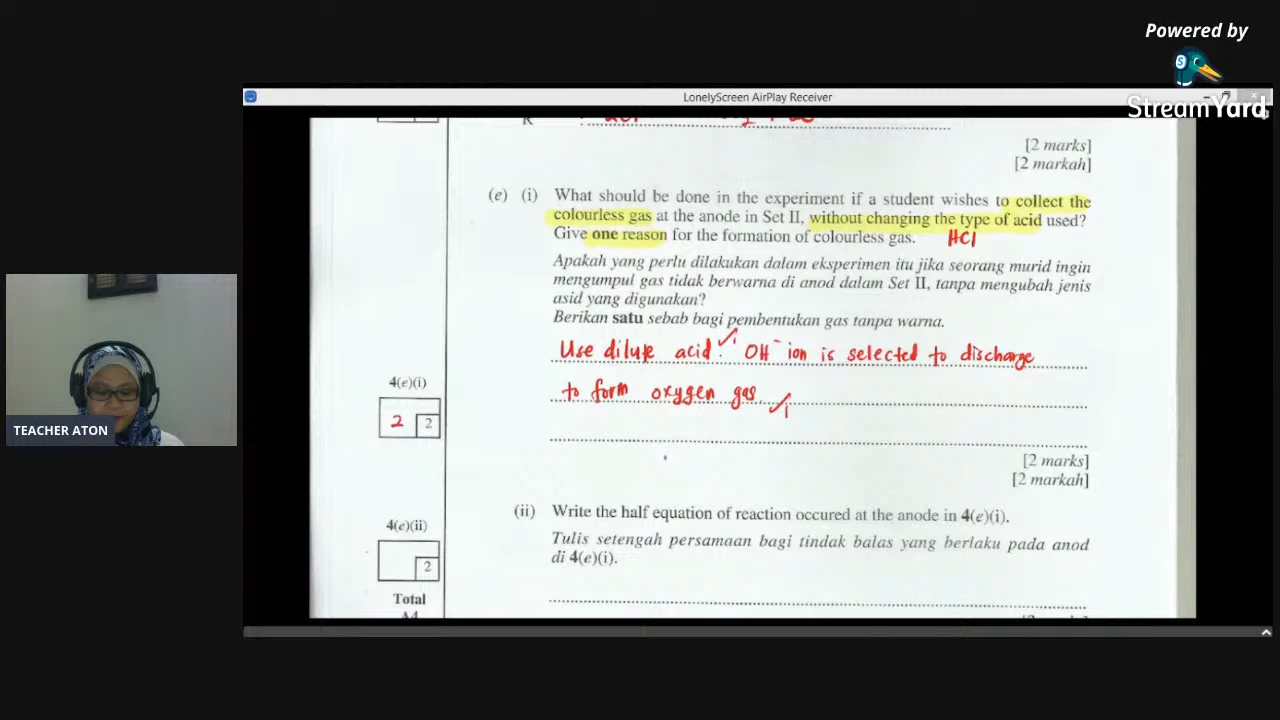 Powered by
StreamYard
LonelyScreen AirPlay Receiver
[2 marks]
[2 markah]
(e) (i) What should be done in the experiment if a student wishes to collect the
colourless gas at the anode in Set II, without changing the type of acid used?
Give one reason for the formation of colourless gas. HCl
Apakah yang perlu dilakukan dalam eksperimen itu jika seorang murid ingin
mengumpul gas tidak berwarna di anod dalam Set II, tanpa mengubah jenis
asid yang digunakan?
Berikan satu sebab bagi pembentukan gas tanpa warna.
Use dilute acid. OH⁻ ion is selected to discharge
to form oxygen gas
4(e)(i)
2 2
[2 marks]
[2 markah]
(ii) Write the half equation of reaction occured at the anode in 4(e)(i).
Tulis setengah persamaan bagi tindak balas yang berlaku pada anod
di 4(e)(i).
4(e)(ii)
2
Total
TEACHER ATON